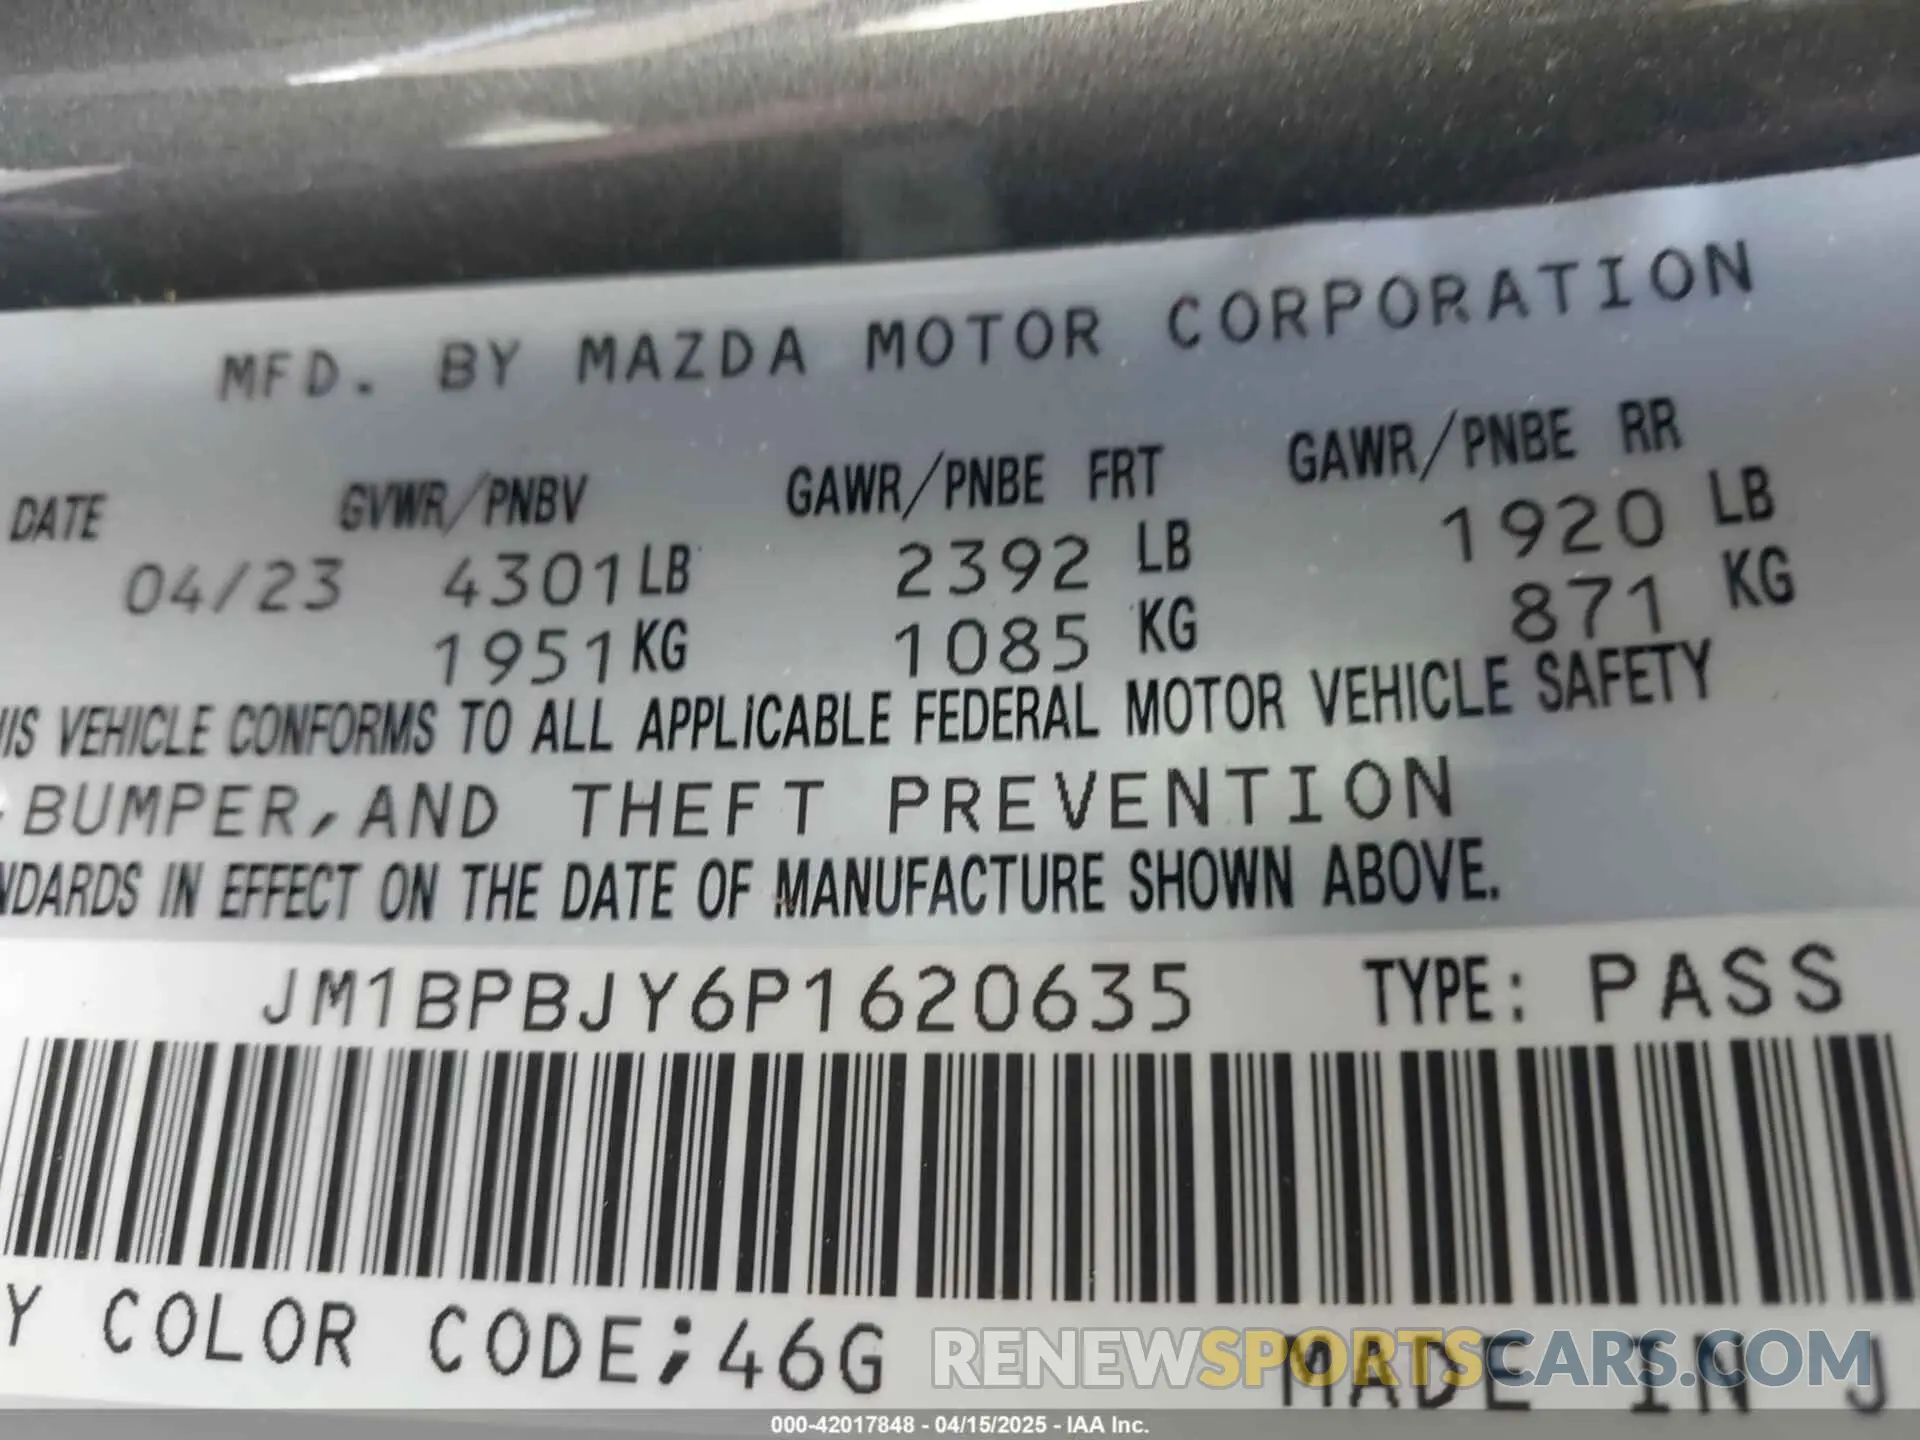 MFD. BY MAZDA MOTOR CORPORATION
DATE GVWR/PNBV GAWR/PNBE FRT GAWR/PNBE RR
04/23 4301LB 2392 LB 1920 LB
1951KG 1085 KG 871 KG
VEHICLE CONFORMS TO ALL APPLICABLE FEDERAL MOTOR VEHICLE SAFETY
BUMPER,AND THEFT PREVENTION
IN EFFECT ON THE DATE OF MANUFACTURE SHOWN ABOVE.
JM1BPBJY6P1620635 TYPE: PASS
Y COLOR CODE;46G MADE IN J
RENEWSPORTSCARS.COM
000-42017848 - 04/15/2025 - IAA Inc.